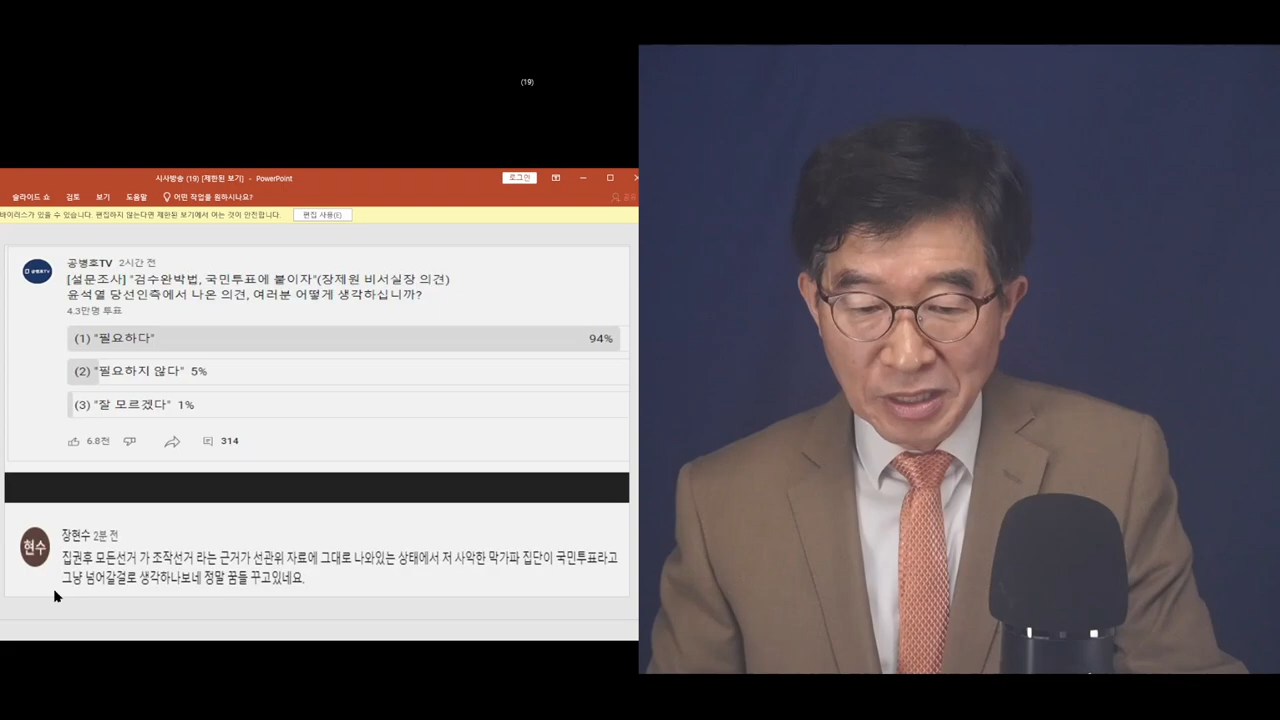 (19)
시사방송 (19) [제한된 보기] - PowerPoint
로그인
슬라이드 쇼 검토 보기 도움말 어떤 작업을 원하시나요?
바이러스가 있을 수 있습니다. 편집하지 않는다면 제한된 보기에서 여는 것이 안전합니다. 편집 사용(E)
공병호TV 2시간 전
[설문조사] "검수완박법, 국민투표에 붙이자"(장제원 비서실장 의견)
윤석열 당선인측에서 나온 의견, 여러분 어떻게 생각하십니까?
4.3만명 투표
(1) "필요하다" 94%
(2) "필요하지 않다" 5%
(3) "잘 모르겠다" 1%
6.8천 314
현수
장현수 2분 전
집권후 모든선거 가 조작선거 라는 근거가 선관위 자료에 그대로 나와있는 상태에서 저 사악한 막가파 집단이 국민투표라고
그냥 넘어갈걸로 생각하나보네 정말 꿈들 꾸고있네요.